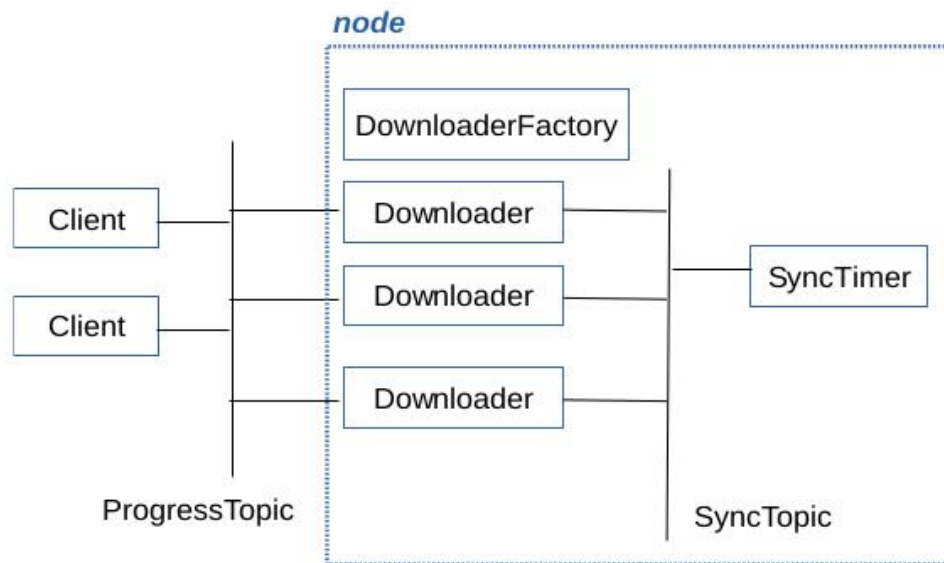 node
DownloaderFactory
Client
Downloader
SyncTimer
Downloader
Client
Downloader
ProgressTopic
SyncTopic